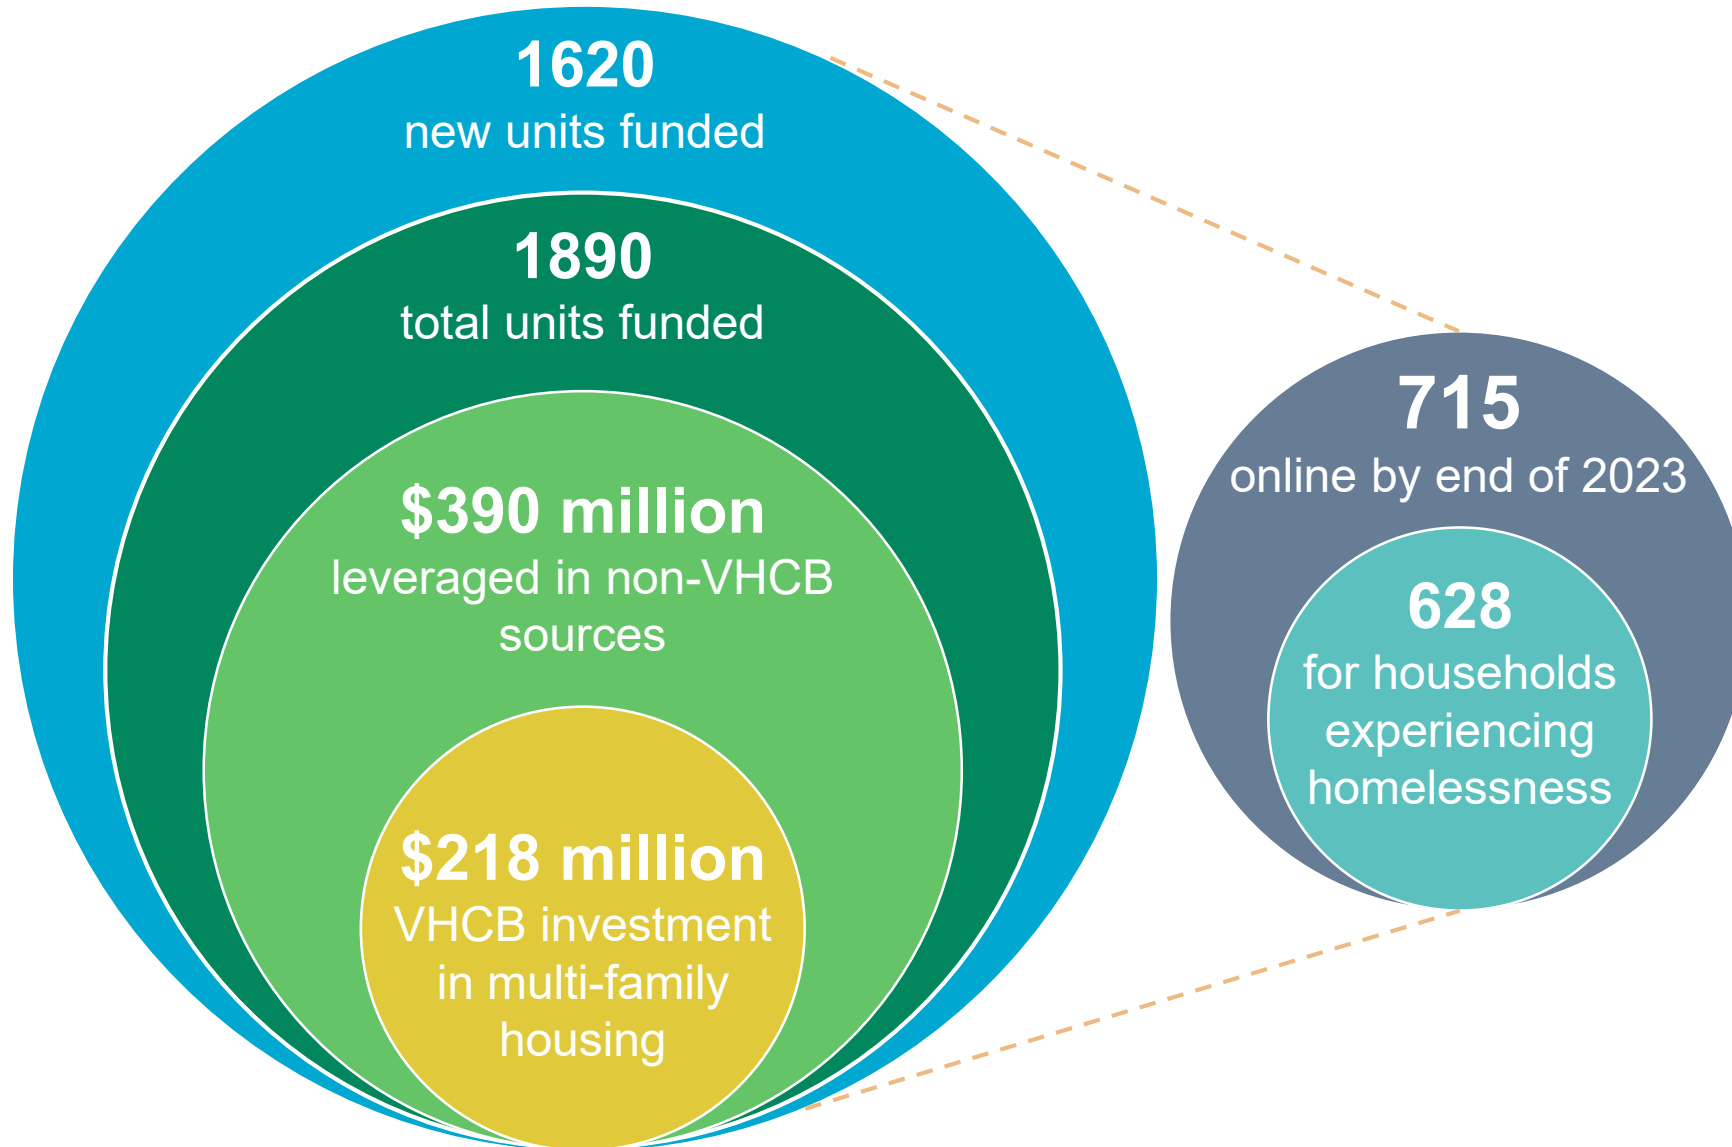 1620
new units funded
1890
total units funded
$390 million
leveraged in non-VHCB
sources
$218 million
VHCB investment
in multi-family
housing
715
online by end of 2023
628
for households
experiencing
homelessness